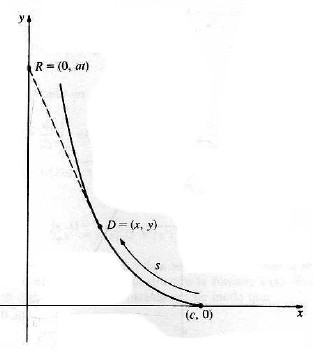 y
R = (0, at)
D = (x, y)
s
(c, 0)
x